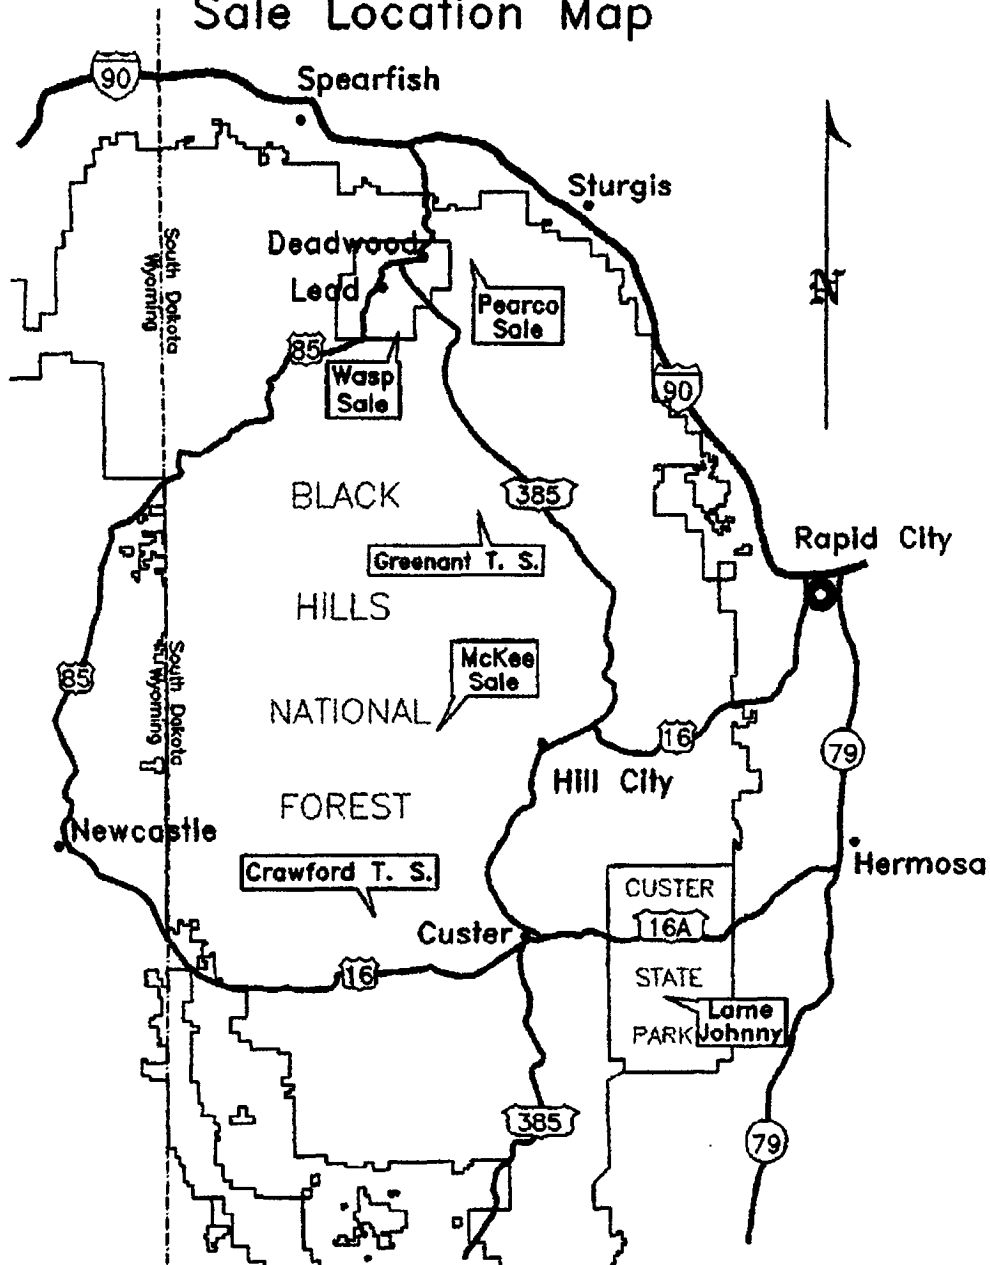 Sale Location Map
90
Spearfish
Sturgis
Deadwood
Lead
Pearco
Sale
South Dakota
Wyoming
N
85
Wasp
Sale
90
BLACK
385
Rapid City
Greenant T. S.
HILLS
McKee
Sale
85
South Dakota
Wyoming
NATIONAL
16
79
Hill City
FOREST
Newcastle
Hermosa
Crawford T. S.
CUSTER
Custer
16A
16
STATE
Lame
Johnny
PARK
385
79